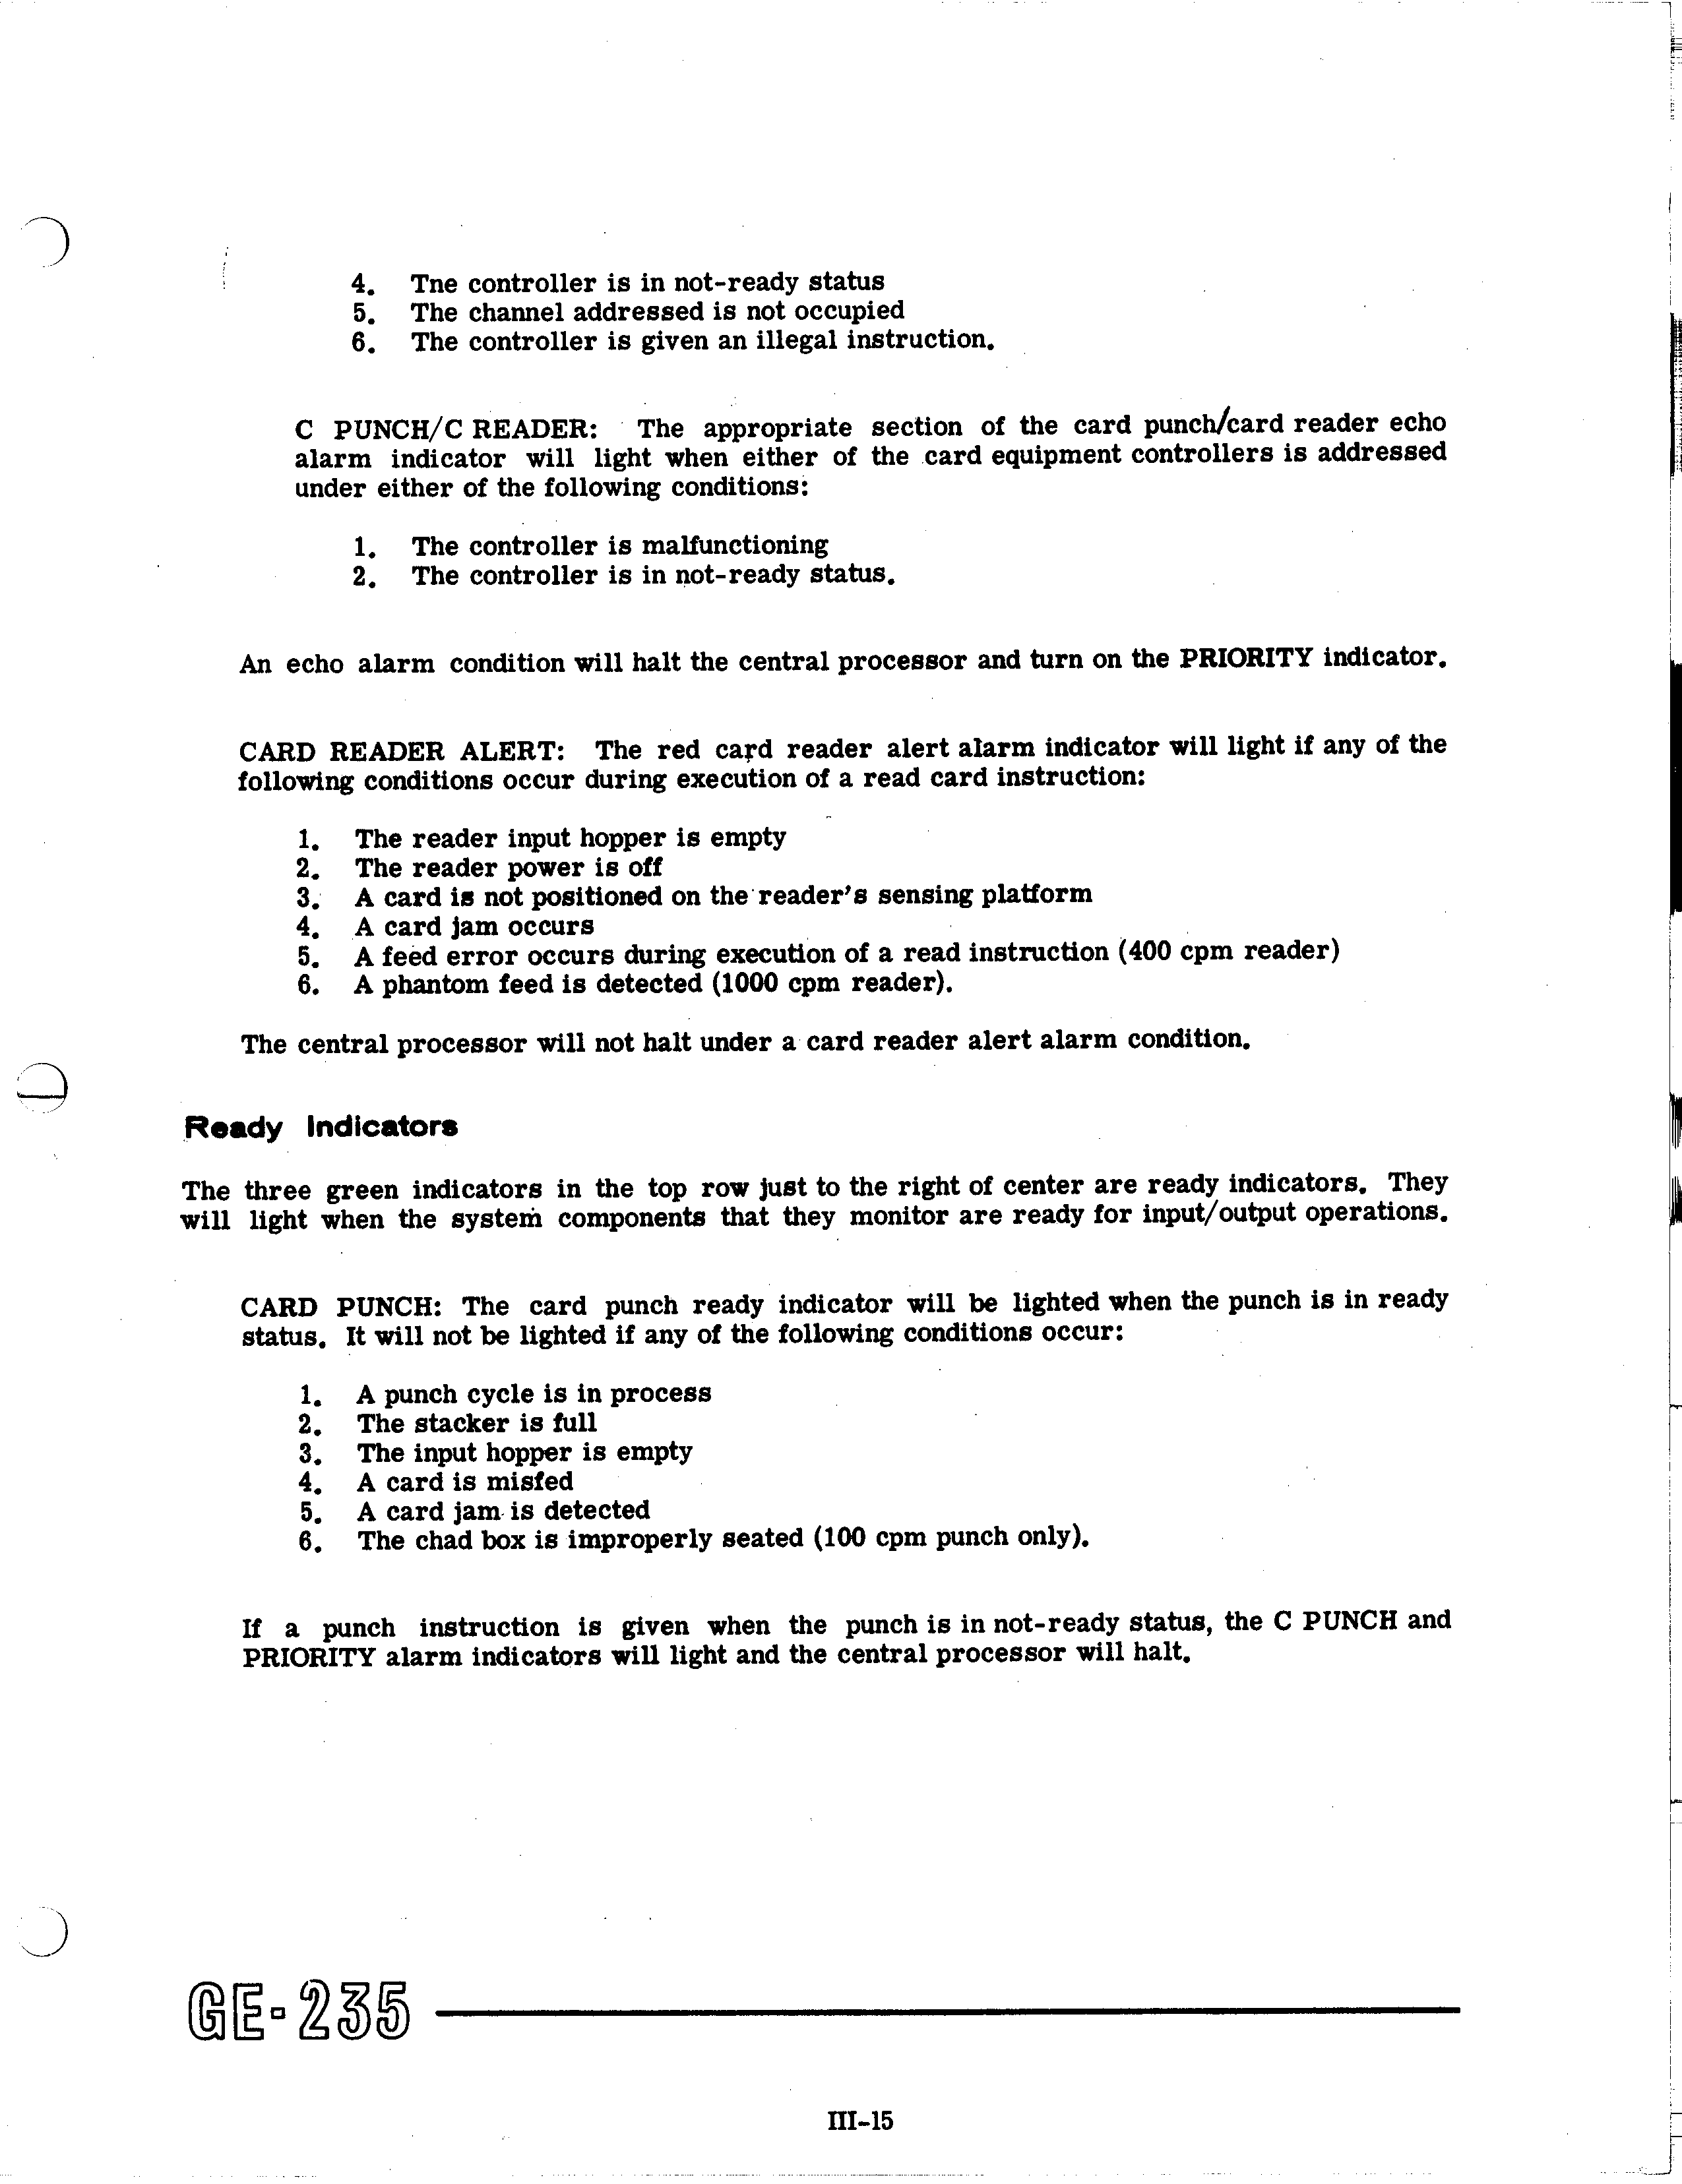 4. Tne controller is in not-ready status
5. The channel addressed is not occupied
6. The controller is given an illegal instruction.
C PUNCH/C READER: The appropriate section of the card punch/card reader echo
alarm indicator will light when either of the card equipment controllers is addressed
under either of the following conditions:
1. The controller is malfunctioning
2. The controller is in not-ready status.
An echo alarm condition will halt the central processor and turn on the PRIORITY indicator.
CARD READER ALERT: The red card reader alert alarm indicator will light if any of the
following conditions occur during execution of a read card instruction:
1. The reader input hopper is empty
2. The reader power is off
3. A card is not positioned on the reader's sensing platform
4. A card jam occurs
5. A feed error occurs during execution of a read instruction (400 cpm reader)
6. A phantom feed is detected (1000 cpm reader).
The central processor will not halt under a card reader alert alarm condition.
Ready Indicators
The three green indicators in the top row just to the right of center are ready indicators. They
will light when the system components that they monitor are ready for input/output operations.
CARD PUNCH: The card punch ready indicator will be lighted when the punch is in ready
status. It will not be lighted if any of the following conditions occur:
1. A punch cycle is in process
2. The stacker is full
3. The input hopper is empty
4. A card is misfed
5. A card jam is detected
6. The chad box is improperly seated (100 cpm punch only).
If a punch instruction is given when the punch is in not-ready status, the C PUNCH and
PRIORITY alarm indicators will light and the central processor will halt.
GE-235
III-15